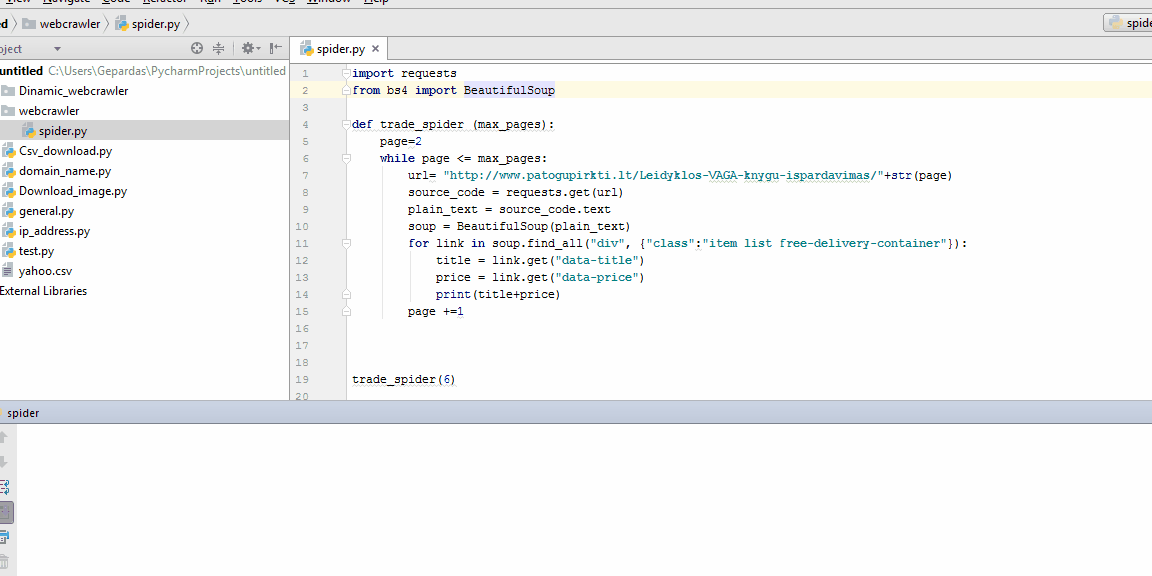 View Navigate Code Refactor Run Tools VCS Window Help
ed webcrawler spider.py
spide
oject
spider.py
untitled C:\Users\Gepardas\PycharmProjects\untitled
Dinamic_webcrawler
webcrawler
spider.py
Csv_download.py
domain_name.py
Download_image.py
general.py
ip_address.py
test.py
yahoo.csv
External Libraries
1 import requests
2 from bs4 import BeautifulSoup
3
4 def trade_spider (max_pages):
5 page=2
6 while page <= max_pages:
7 url= "http://www.patogupirkti.lt/Leidyklos-VAGA-knygu-ispardavimas/"+str(page)
8 source_code = requests.get(url)
9 plain_text = source_code.text
10 soup = BeautifulSoup(plain_text)
11 for link in soup.find_all("div", {"class":"item list free-delivery-container"}):
12 title = link.get("data-title")
13 price = link.get("data-price")
14 print(title+price)
15 page +=1
16
17
18
19 trade_spider(6)
20
spider